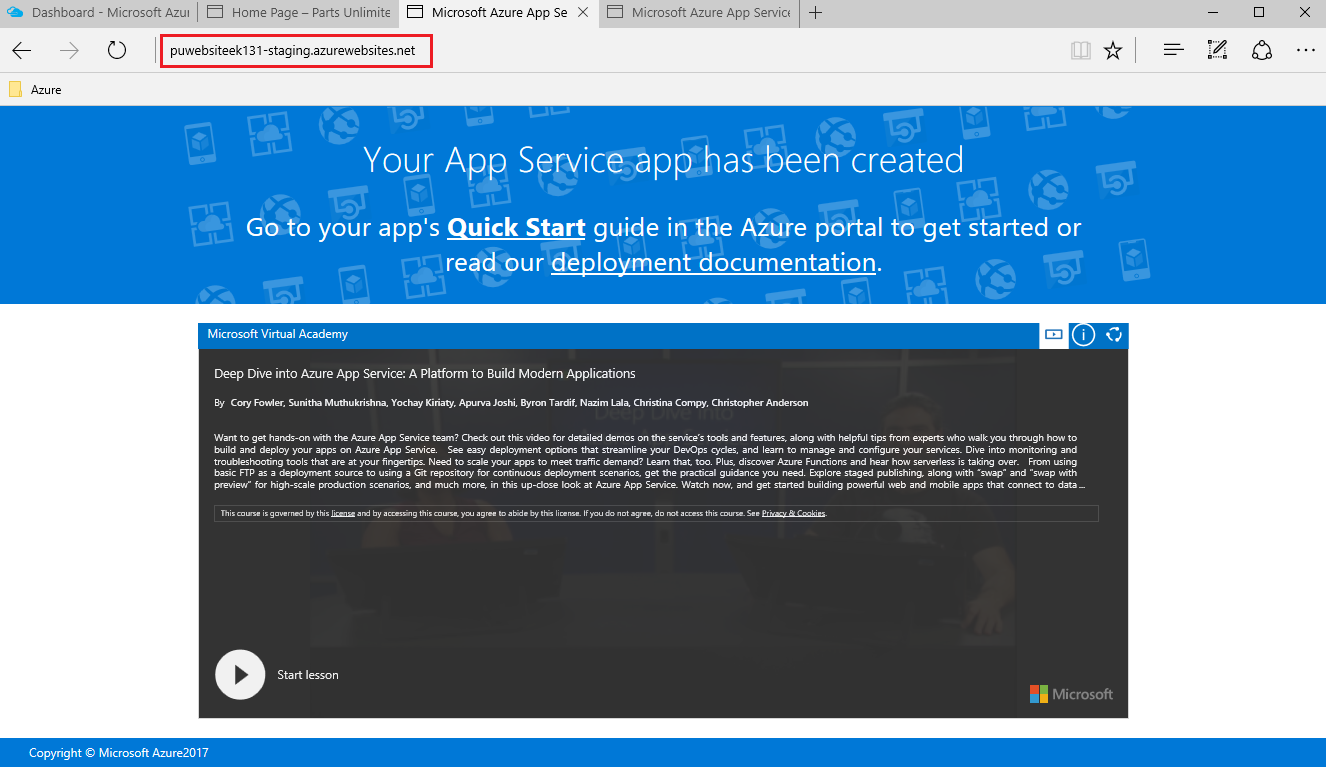 Dashboard - Microsoft Azur
Home Page – Parts Unlimite
Microsoft Azure App Se
Microsoft Azure App Service
puwebsiteek131-staging.azurewebsites.net
Azure
Your App Service app has been created
Go to your app's Quick Start guide in the Azure portal to get started or
read our deployment documentation.
Microsoft Virtual Academy
Deep Dive into Azure App Service: A Platform to Build Modern Applications
By Cory Fowler, Sunitha Muthukrishna, Yochay Kiriaty, Apurva Joshi, Byron Tardif, Nazim Lala, Christina Compy, Christopher Anderson
Deep Dive into
Want to get hands-on with the Azure App Service team? Check out this video for detailed demos on the service's tools and features, along with helpful tips from experts who walk you through how to
build and deploy your apps on Azure App Service. See easy deployment options that streamline your DevOps cycles, and learn to manage and configure your services. Dive into monitoring and
troubleshooting tools that are at your fingertips. Need to scale your apps to meet traffic demand? Learn that, too. Plus, discover Azure Functions and hear how serverless is taking over. From using
basic FTP as a deployment source to using a Git repository for continuous deployment scenarios, get the practical guidance you need. Explore staged publishing, along with "swap" and "swap with
preview" for high-scale production scenarios, and much more, in this up-close look at Azure App Service. Watch now, and get started building powerful web and mobile apps that connect to data ...
This course is governed by this license and by accessing this course, you agree to abide by this license. If you do not agree, do not access this course. See Privacy & Cookies.
Start lesson
Microsoft
Copyright © Microsoft Azure2017